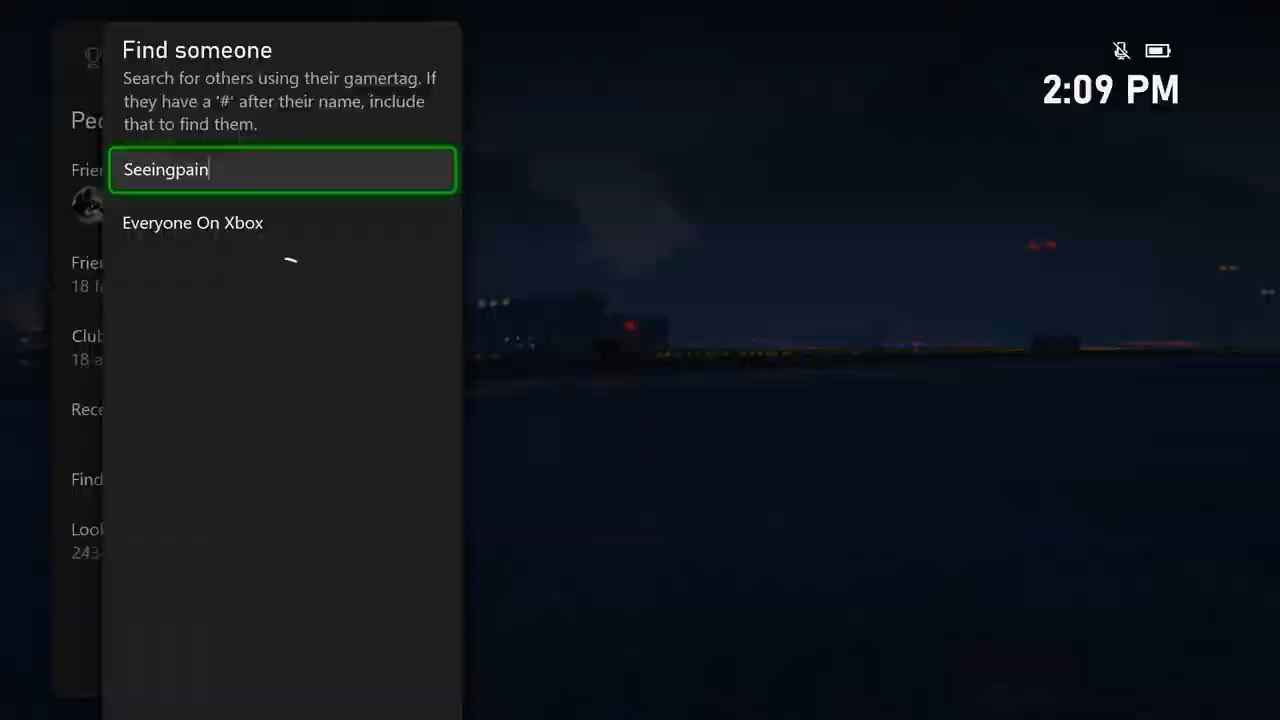 Find someone
Search for others using their gamertag. If
they have a '#' after their name, include
that to find them.
Seeingpain
Everyone On Xbox
2:09 PM
Find